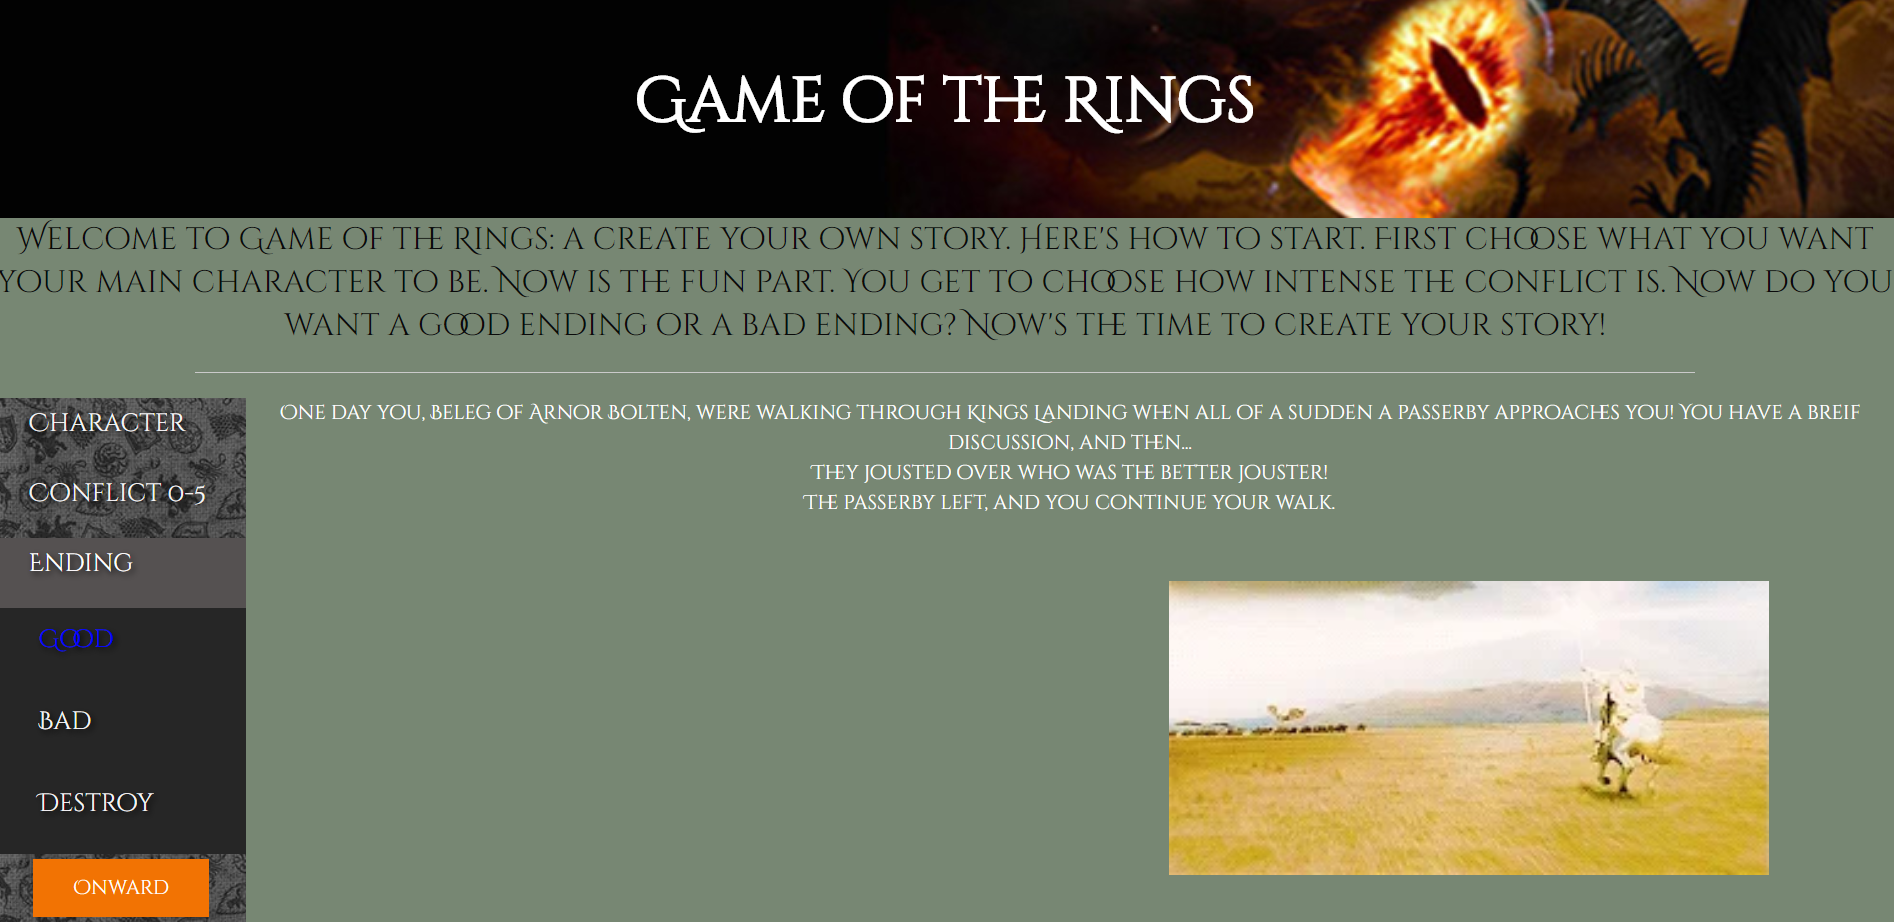 Game of the Rings
Welcome to Game of the Rings: a create your own story. Here's how to start. First choose what you want
your main character to be. Now is the fun part. You get to choose how intense the conflict is. Now do you
want a good ending or a bad ending? Now's the time to create your story!
Character
One day you, Beleg of Arnor Bolten, were walking through Kings Landing when all of a sudden a passerby approaches you! You have a breif
discussion, and then...
They jousted over who was the better jouster!
The passerby left, and you continue your walk.
Conflict 0-5
Ending
Good
Bad
Destroy
Onward